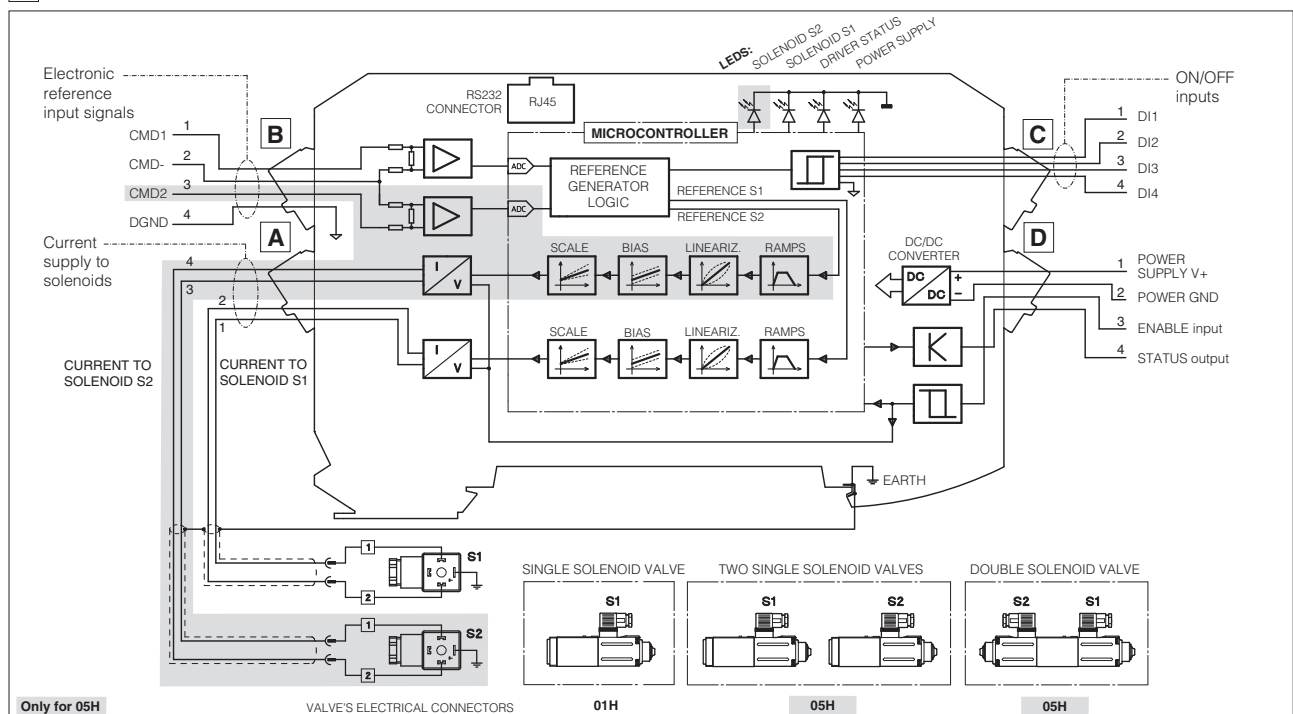 LEDS:
SOLENOID S2
SOLENOID S1
DRIVER STATUS
POWER SUPPLY
Electronic
reference
input signals
CMD1 1
CMD- 2
CMD2 3
DGND 4
B
RS232
CONNECTOR
RJ45
MICROCONTROLLER
ADC
ADC
REFERENCE
GENERATOR
LOGIC
REFERENCE S1
REFERENCE S2
C
ON/OFF
inputs
1 DI1
2 DI2
3 DI3
4 DI4
A
Current
supply to
solenoids
4
3
2
1
CURRENT TO
SOLENOID S2
CURRENT TO
SOLENOID S1
I
V
SCALE BIAS LINEARIZ. RAMPS
I
V
SCALE BIAS LINEARIZ. RAMPS
DC/DC
CONVERTER
DC
DC
+
-
D
1 POWER
SUPPLY V+
2 POWER GND
3 ENABLE input
4 STATUS output
K
EARTH
1
2
S1
1
2
S2
SINGLE SOLENOID VALVE
S1
01H
TWO SINGLE SOLENOID VALVES
S1 S2
05H
DOUBLE SOLENOID VALVE
S2 S1
05H
Only for 05H
VALVE'S ELECTRICAL CONNECTORS